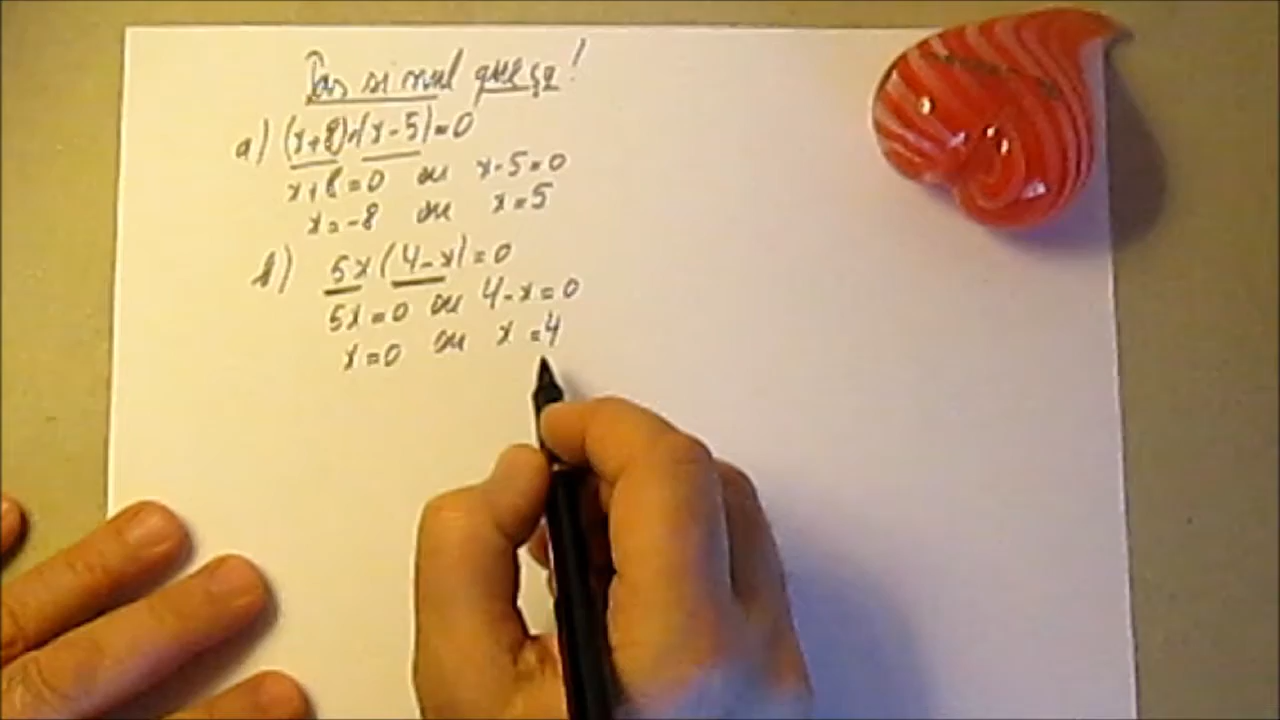 Pas si nul que ça !
a) (x+8)×(x-5)=0
x+8=0 ou x-5=0
x=-8 ou x=5
b) 5x(4-x)=0
5x=0 ou 4-x=0
x=0 ou x=4